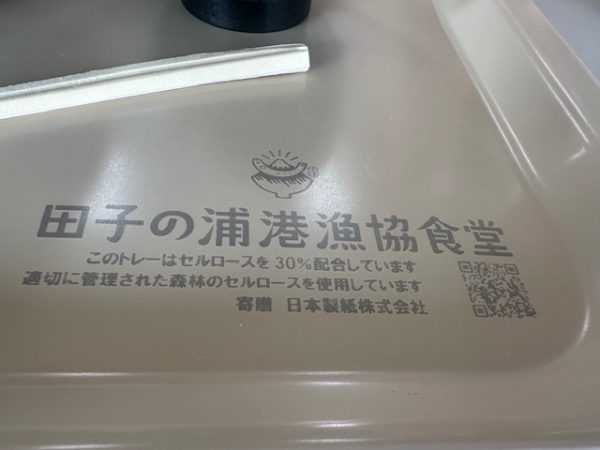 田子の浦港漁協食堂
このトレーはセルロースを30%配合しています
適切に管理された森林のセルロースを使用しています
寄贈 日本製紙株式会社